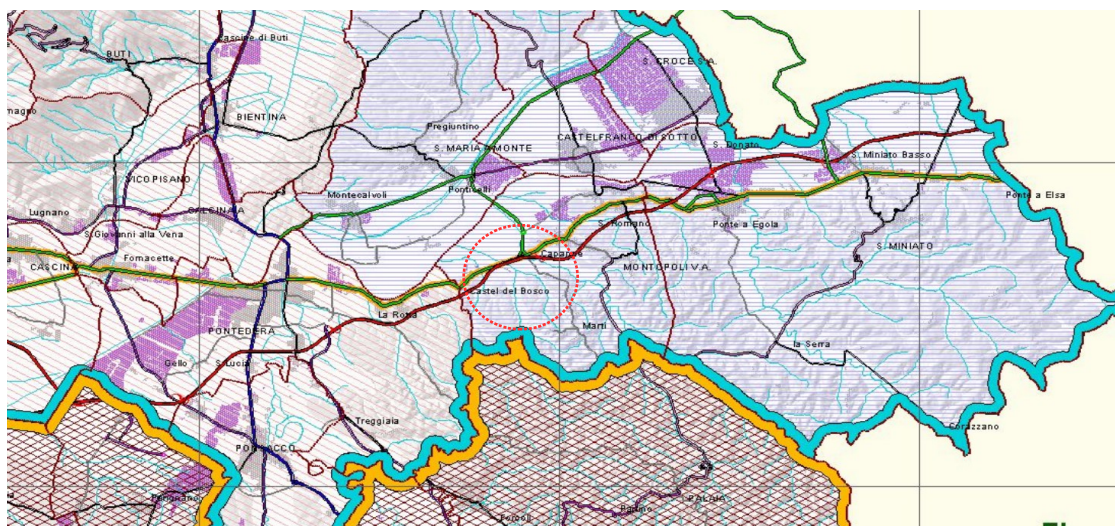 Cascine di Buti
BUTI
S. CROCE S.A.
BIENTINA
Pregiuntino
CASTELFRANCO DI SOTTO
S. MARIA A MONTE
S. Donato
S. Miniato Basso
VICOPISANO
Ponticelli
Montecalvoli
Ponte a Elsa
Lugnano
CALCINAIA
Romano
Ponte a Egola
S. Giovanni alla Vena
S. MINIATO
Fornacette
Capanne
CASCINA
MONTOPOLI V.A.
Castel del Bosco
La Rotta
PONTEDERA
Marti
la Serra
Gello
S. Lucia
Treggiaia
Corazzano
PONSACCO
PALAIA
Perignano
Forcoli